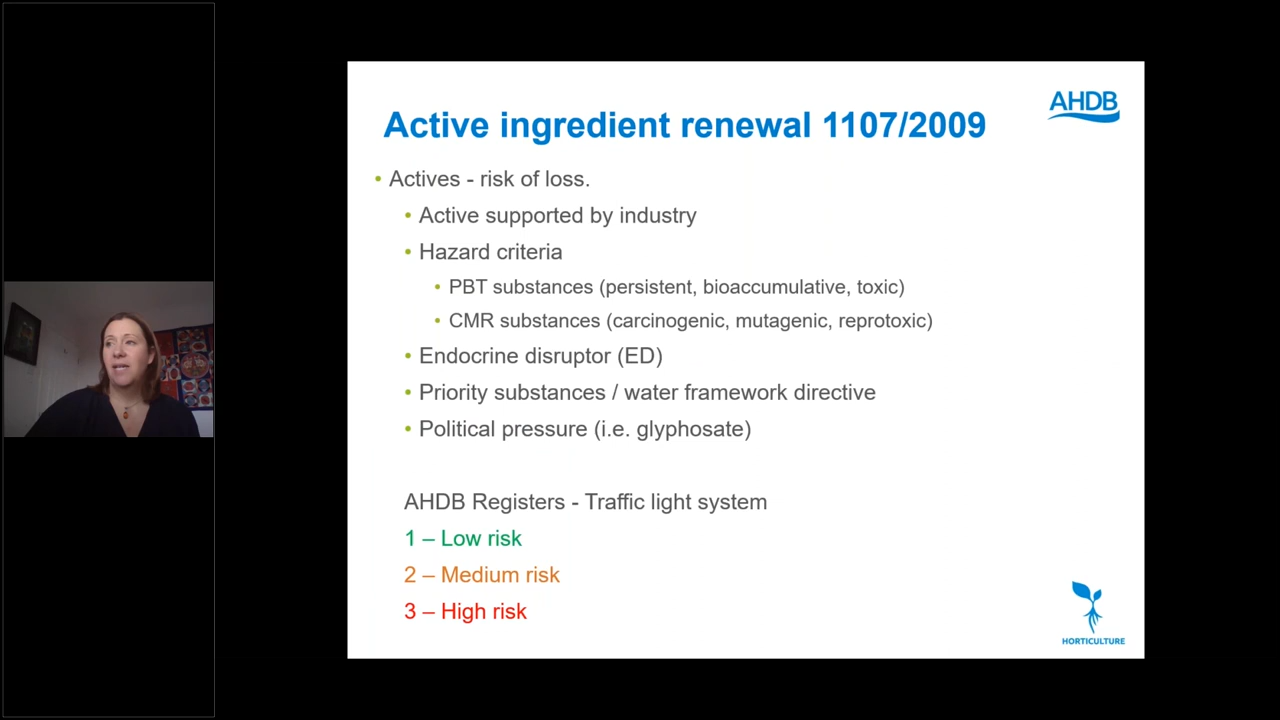 AHDB
Active ingredient renewal 1107/2009
• Actives - risk of loss.
• Active supported by industry
• Hazard criteria
• PBT substances (persistent, bioaccumulative, toxic)
• CMR substances (carcinogenic, mutagenic, reprotoxic)
• Endocrine disruptor (ED)
• Priority substances / water framework directive
• Political pressure (i.e. glyphosate)
AHDB Registers - Traffic light system
1 – Low risk
2 – Medium risk
3 – High risk
HORTICULTURE